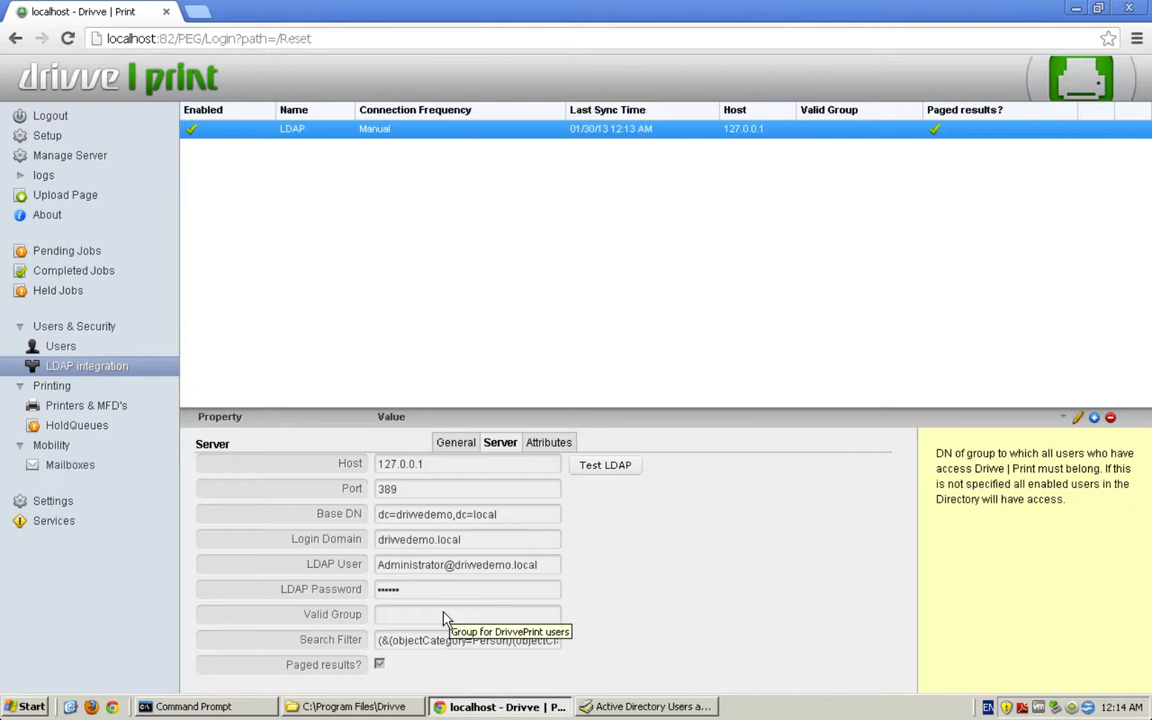 localhost - Drivve | Print
localhost:82/PEG/Login?path=/Reset
drivve | print
Logout
Setup
Manage Server
logs
Upload Page
About
Pending Jobs
Completed Jobs
Held Jobs
Users & Security
Users
LDAP integration
Printing
Printers & MFD's
HoldQueues
Mobility
Mailboxes
Settings
Services
Enabled Name Connection Frequency Last Sync Time Host Valid Group Paged results?
LDAP Manual 01/30/13 12:13 AM 127.0.0.1
Property Value
Server General Server Attributes
Host 127.0.0.1 Test LDAP
Port 389
Base DN dc=drivvedemo,dc=local
Login Domain drivvedemo.local
LDAP User Administrator@drivvedemo.local
LDAP Password ••••••
Valid Group
Group for DrivvePrint users
Search Filter (&(objectCategory=Person)(objectCl
Paged results?
DN of group to which all users who have
access Drivve | Print must belong. If this
is not specified all enabled users in the
Directory will have access.
Start Command Prompt C:\Program Files\Drivve localhost - Drivve | P... Active Directory Users a... EN 12:14 AM